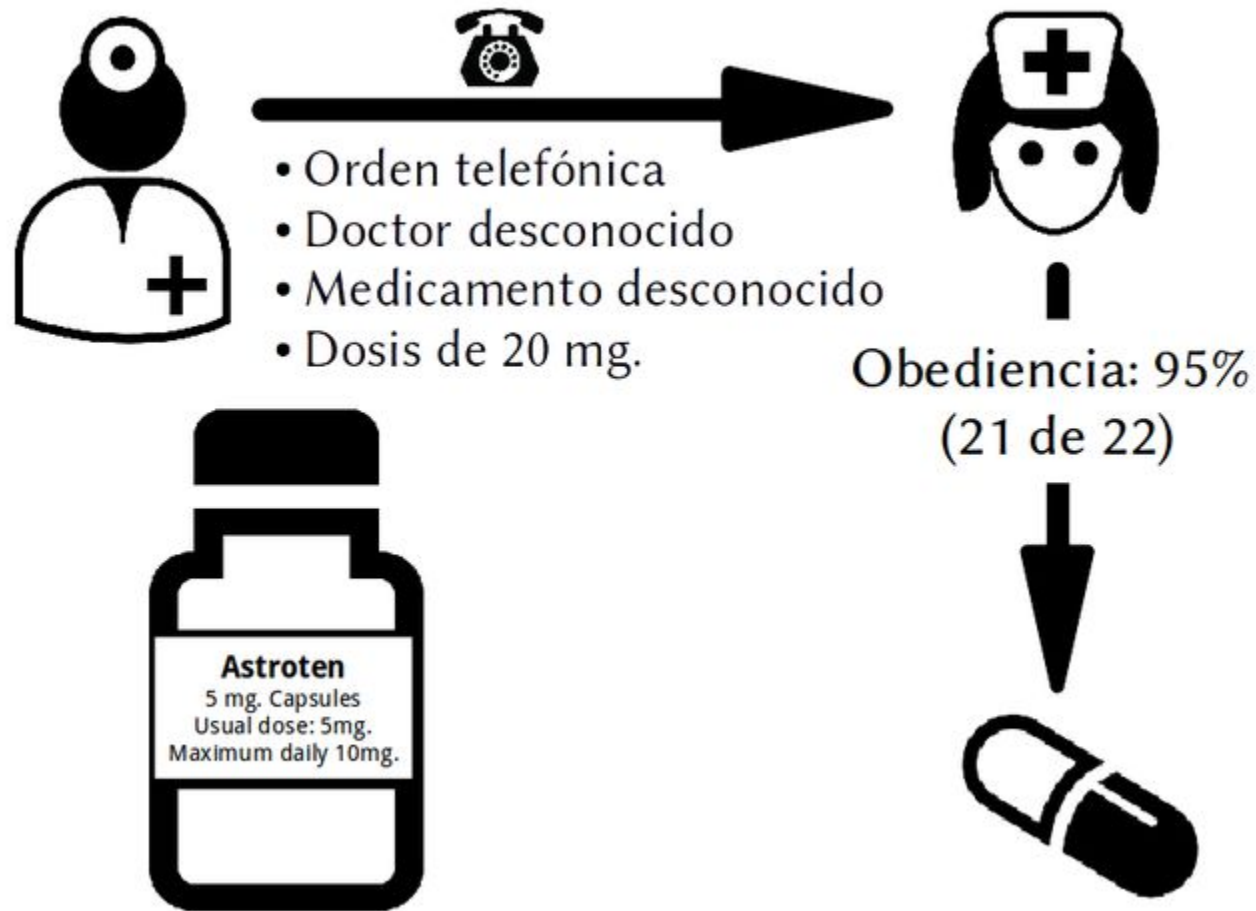 • Orden telefónica
• Doctor desconocido
• Medicamento desconocido
• Dosis de 20 mg.
Obediencia: 95%
(21 de 22)
Astroten
5 mg. Capsules
Usual dose: 5mg.
Maximum daily 10mg.